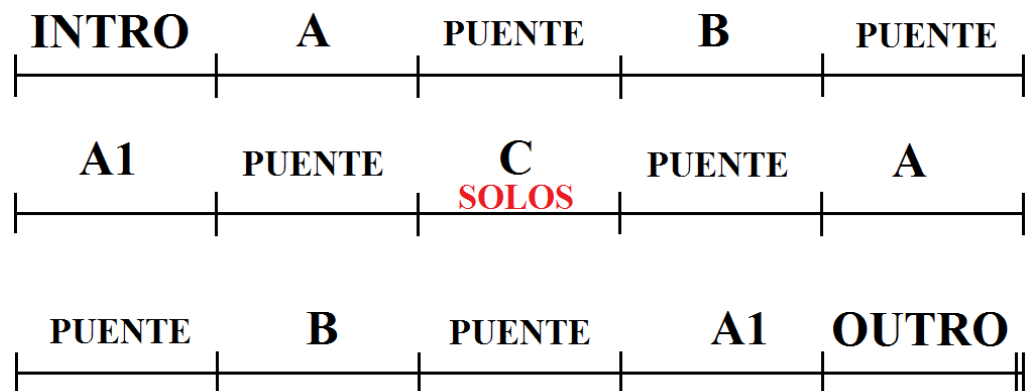 INTRO A PUENTE B PUENTE
A1 PUENTE C PUENTE A
SOLOS
PUENTE B PUENTE A1 OUTRO